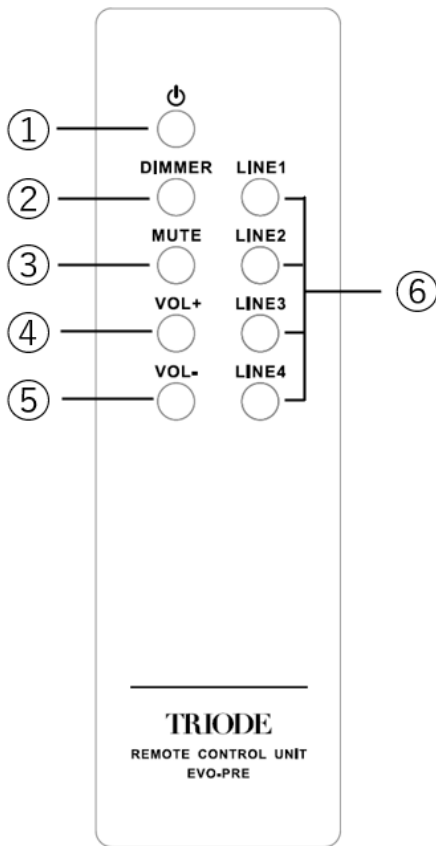 ⏻
①
DIMMER LINE1
②
MUTE LINE2
③
⑥
VOL+ LINE3
④
VOL- LINE4
⑤
TRIODE
REMOTE CONTROL UNIT
EVO-PRE